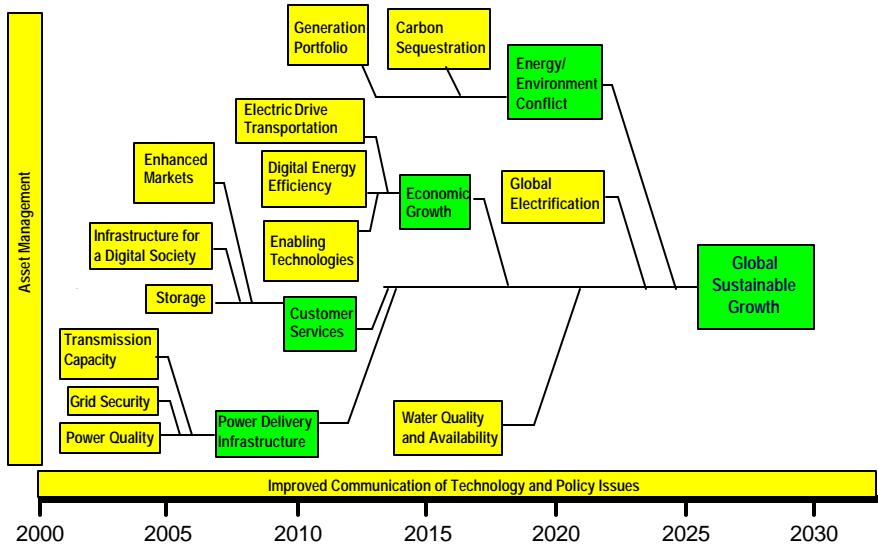 Generation
Portfolio
Carbon
Sequestration
Energy/
Environment
Conflict
Electric Drive
Transportation
Enhanced
Markets
Digital Energy
Efficiency
Economic
Growth
Global
Electrification
Asset Management
Infrastructure for
a Digital Society
Enabling
Technologies
Global
Sustainable
Growth
Storage
Customer
Services
Transmission
Capacity
Grid Security
Power Quality
Power Delivery
Infrastructure
Water Quality
and Availability
Improved Communication of Technology and Policy Issues
2000 2005 2010 2015 2020 2025 2030